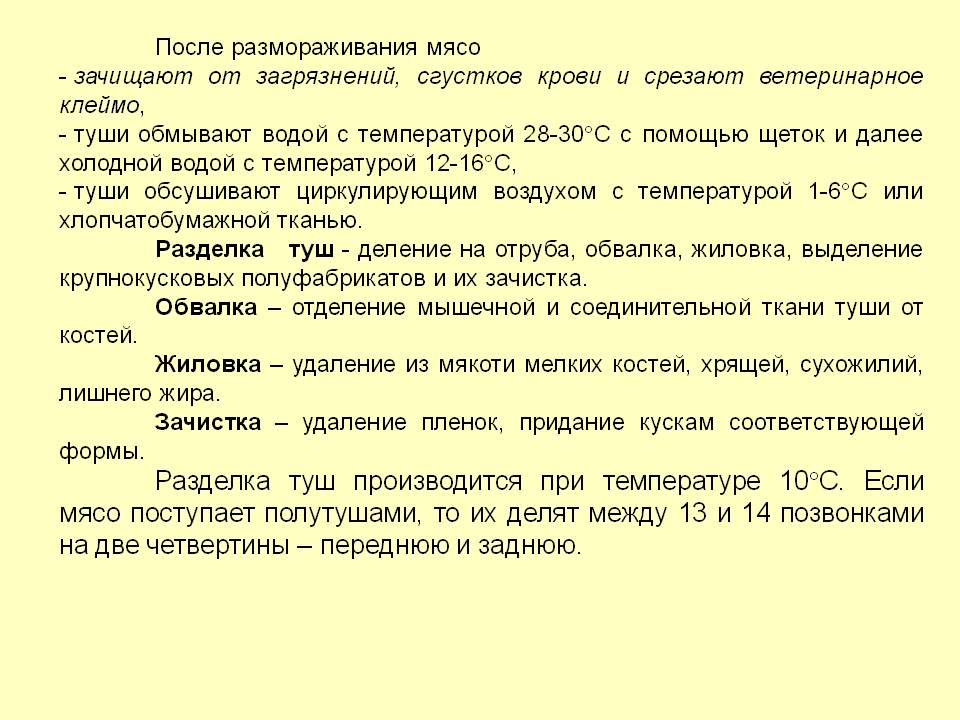 После размораживания мясо
- зачищают от загрязнений, сгустков крови и срезают ветеринарное
клеймо,
- туши обмывают водой с температурой 28-30°С с помощью щеток и далее
холодной водой с температурой 12-16°С,
- туши обсушивают циркулирующим воздухом с температурой 1-6°С или
хлопчатобумажной тканью.
Разделка туш - деление на отруба, обвалка, жиловка, выделение
крупнокусковых полуфабрикатов и их зачистка.
Обвалка – отделение мышечной и соединительной ткани туши от
костей.
Жиловка – удаление из мякоти мелких костей, хрящей, сухожилий,
лишнего жира.
Зачистка – удаление пленок, придание кускам соответствующей
формы.
Разделка туш производится при температуре 10°С. Если
мясо поступает полутушами, то их делят между 13 и 14 позвонками
на две четвертины – переднюю и заднюю.